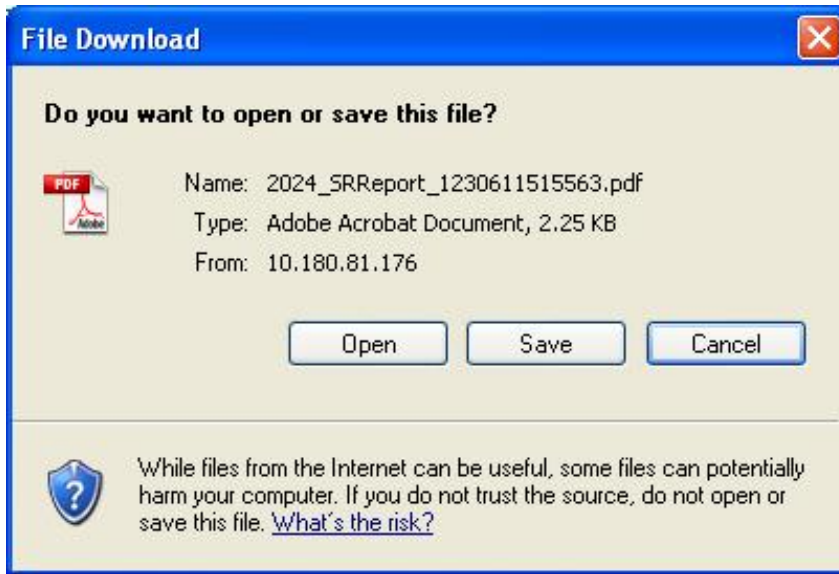 File Download
Do you want to open or save this file?
PDF
Adobe
Name: 2024_SRReport_1230611515563.pdf
Type: Adobe Acrobat Document, 2.25 KB
From: 10.180.81.176
Open Save Cancel
While files from the Internet can be useful, some files can potentially
harm your computer. If you do not trust the source, do not open or
save this file. What's the risk?